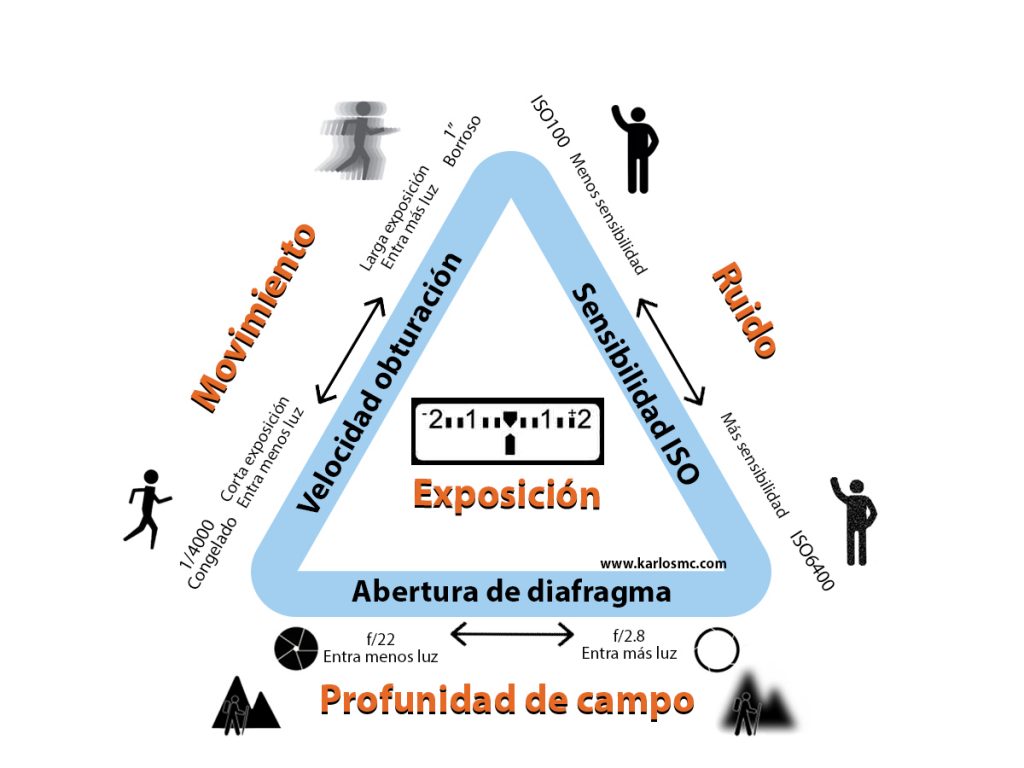 1”
Borroso
Larga exposición
Entra más luz
ISO100
Menos sensibilidad
Movimiento
Ruido
Velocidad obturación
Sensibilidad ISO
-2 1 1 +2
Exposición
Corta exposición
Entra menos luz
1/4000
Congelado
Más sensibilidad
ISO6400
www.karlosmc.com
Abertura de diafragma
f/22
Entra menos luz
f/2.8
Entra más luz
Profunidad de campo